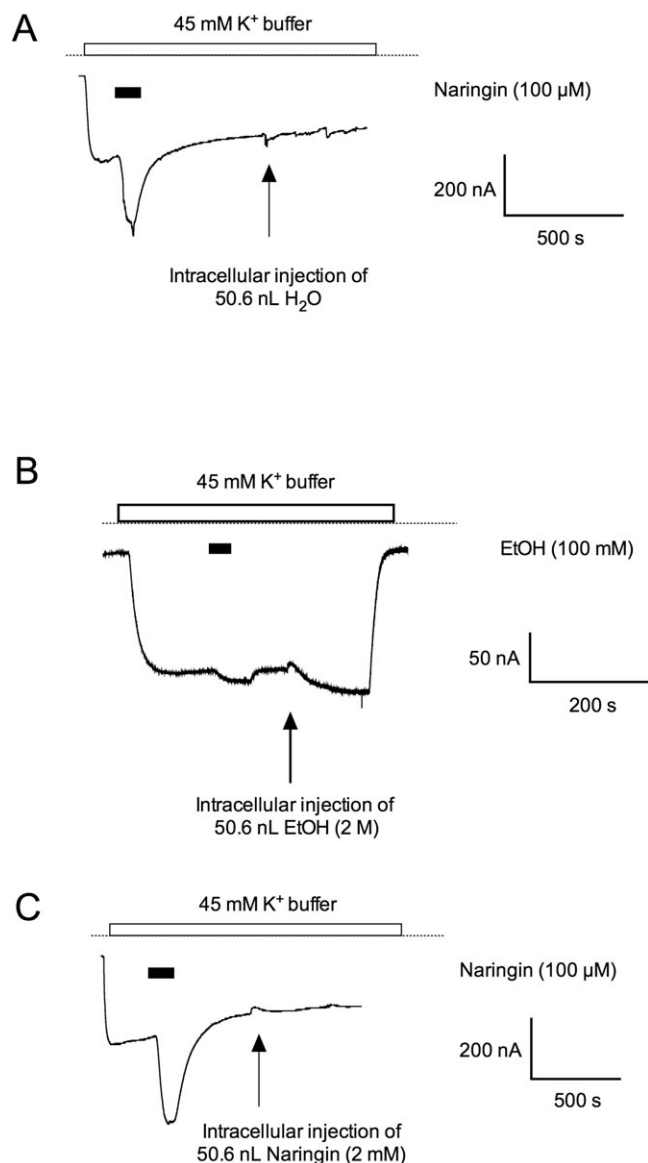 A
45 mM K⁺ buffer
Naringin (100 µM)
200 nA
500 s
Intracellular injection of
50.6 nL H₂O
B
45 mM K⁺ buffer
EtOH (100 mM)
50 nA
200 s
Intracellular injection of
50.6 nL EtOH (2 M)
C
45 mM K⁺ buffer
Naringin (100 µM)
200 nA
500 s
Intracellular injection of
50.6 nL Naringin (2 mM)